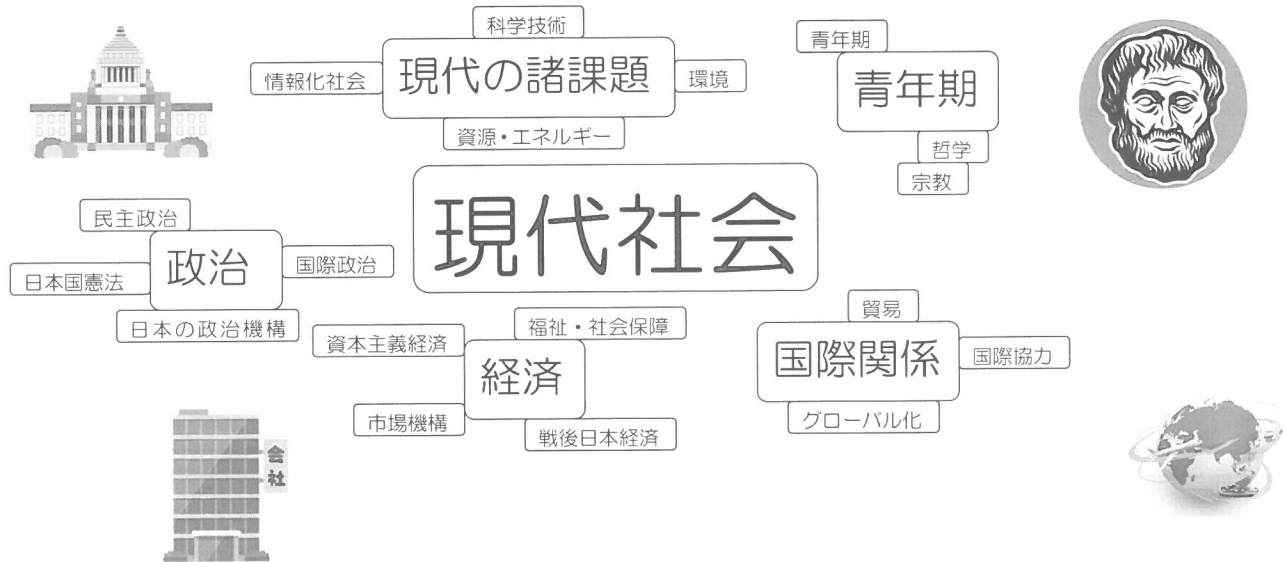 科学技術
情報化社会
現代の諸課題
環境
資源・エネルギー
青年期
青年期
哲学
宗教
現代社会
民主政治
政治
国際政治
日本国憲法
日本の政治機構
福祉・社会保障
資本主義経済
経済
市場機構
戦後日本経済
貿易
国際関係
国際協力
グローバル化
会社